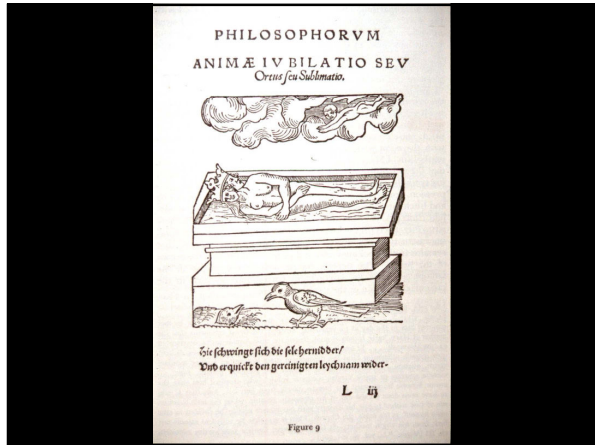 PHILOSOPHORVM
ANIMÆ IVBILATIO SEV
Ortus ſeu Sublimatio.
Hie ſchwingt ſich die ſele hernidder/
Vnd erquickt den gereinigten leychnam wider-
L iij
Figure 9